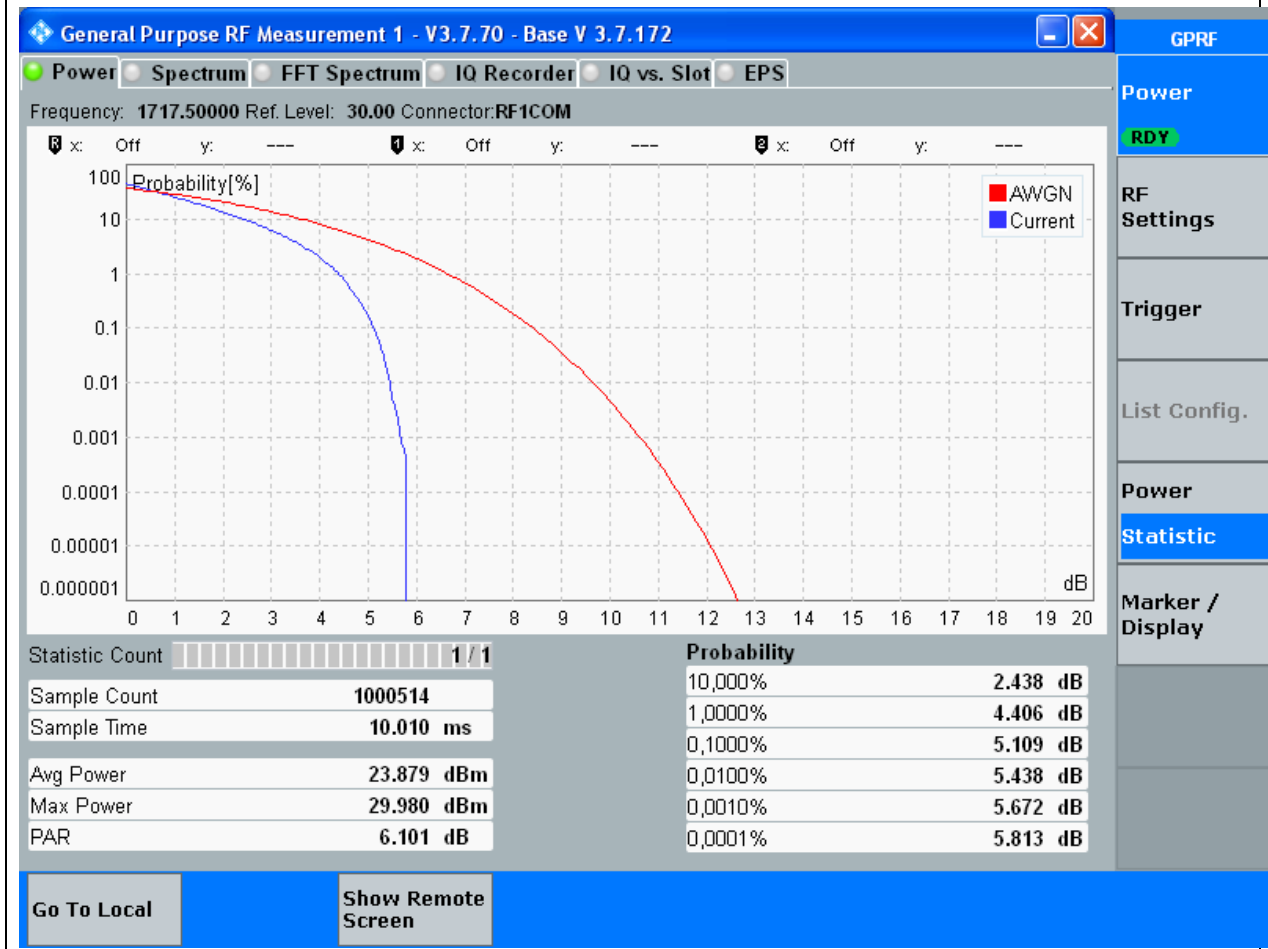 General Purpose RF Measurement 1 - V3.7.70 - Base V 3.7.172
GPRF
Power Spectrum FFT Spectrum IQ Recorder IQ vs. Slot EPS
Frequency: 1717.50000 Ref. Level: 30.00 Connector:RF1COM
R x: Off y: --- 1 x: Off y: --- 2 x: Off y: ---
Probability[%]
AWGN
Current
100
10
1
0.1
0.01
0.001
0.0001
0.00001
0.000001
dB
0 1 2 3 4 5 6 7 8 9 10 11 12 13 14 15 16 17 18 19 20
Statistic Count 1 / 1
Sample Count 1000514
Sample Time 10.010 ms
Avg Power 23.879 dBm
Max Power 29.980 dBm
PAR 6.101 dB
Probability
10,000% 2.438 dB
1,0000% 4.406 dB
0,1000% 5.109 dB
0,0100% 5.438 dB
0,0010% 5.672 dB
0,0001% 5.813 dB
Power
RDY
RF
Settings
Trigger
List Config.
Power
Statistic
Marker /
Display
Go To Local
Show Remote
Screen